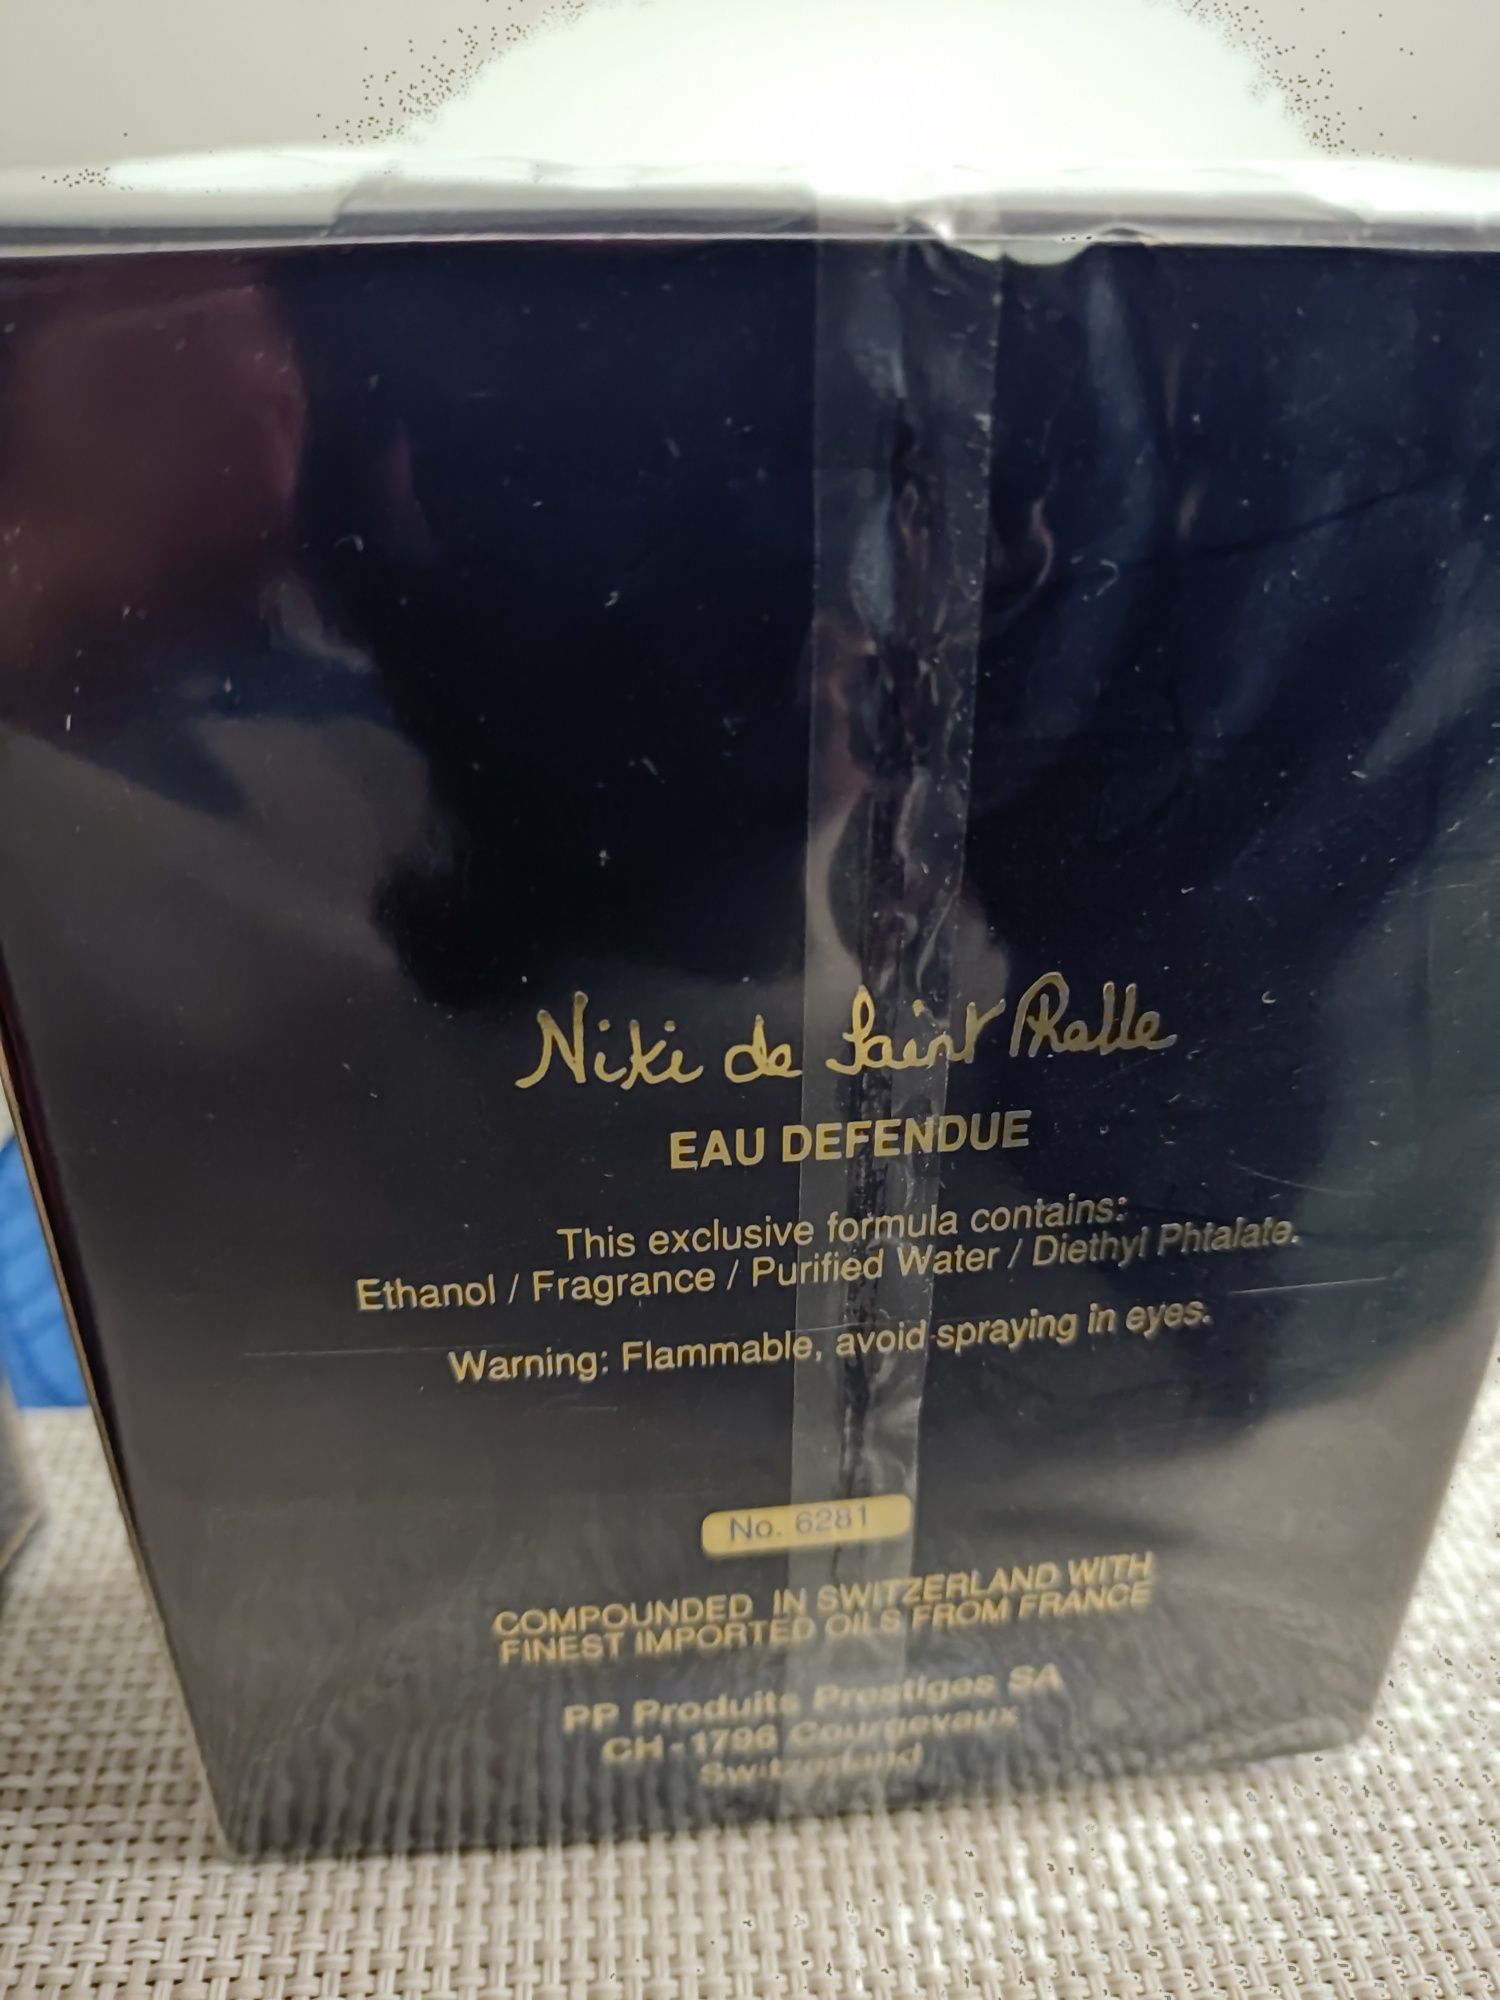 Niki de Saint Phalle
EAU DEFENDUE
This exclusive formula contains:
Ethanol / Fragrance / Purified Water / Diethyl Phtalate.
Warning: Flammable, avoid spraying in eyes.
No. 6281
COMPOUNDED IN SWITZERLAND WITH
FINEST IMPORTED OILS FROM FRANCE
PP Produits Prestiges SA
CH-1796 Courgevaux
Switzerland